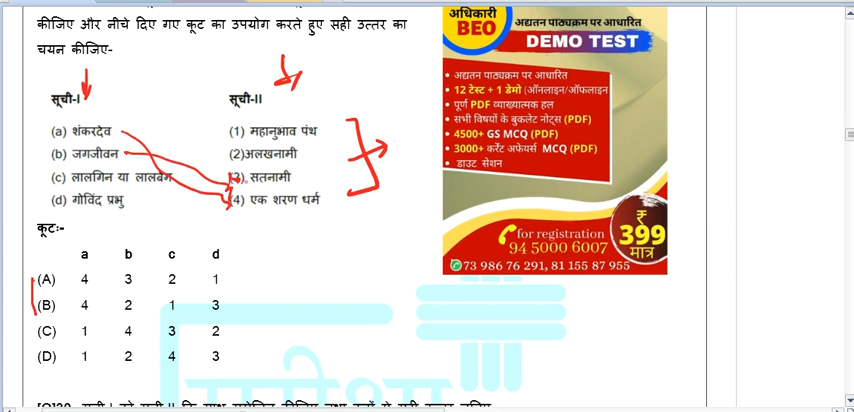 कीजिए और नीचे दिए गए कूट का उपयोग करते हुए सही उत्तर का
चयन कीजिए-
सूची-I सूची-II
(a) शंकरदेव (1) महानुभाव पंथ
(b) जगजीवन (2)अलखनामी
(c) लालगिन या लालबेग (3) सतनामी
(d) गोविंद प्रभु (4) एक शरण धर्म
कूटः-
a b c d
(A) 4 3 2 1
(B) 4 2 1 3
(C) 1 4 3 2
(D) 1 2 4 3
अधिकारी
BEO
अद्यतन पाठ्यक्रम पर आधारित
DEMO TEST
• अद्यतन पाठ्यक्रम पर आधारित
• 12 टेस्ट + 1 डेमो (ऑनलाइन/ऑफलाइन
• पूर्ण PDF व्याख्यात्मक हल
• सभी विषयों के बुकलेट नोट्स (PDF)
• 4500+ GS MCQ (PDF)
• 3000+ करेंट अफेयर्स MCQ (PDF)
• डाउट सेशन
for registration
94 5000 6007
73 986 76 291, 81 155 87 955
₹
399
मात्र